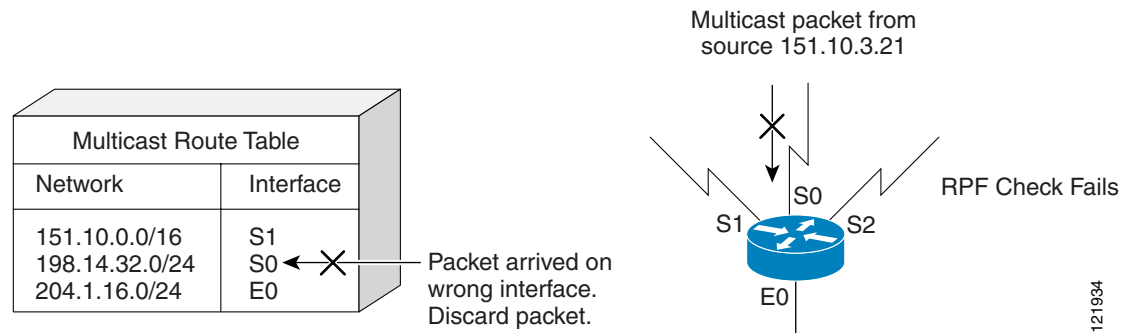 Multicast Route Table
Network Interface
151.10.0.0/16 S1
198.14.32.0/24 S0
204.1.16.0/24 E0
Packet arrived on
wrong interface.
Discard packet.
Multicast packet from
source 151.10.3.21
S0
S1
S2
E0
RPF Check Fails
121934